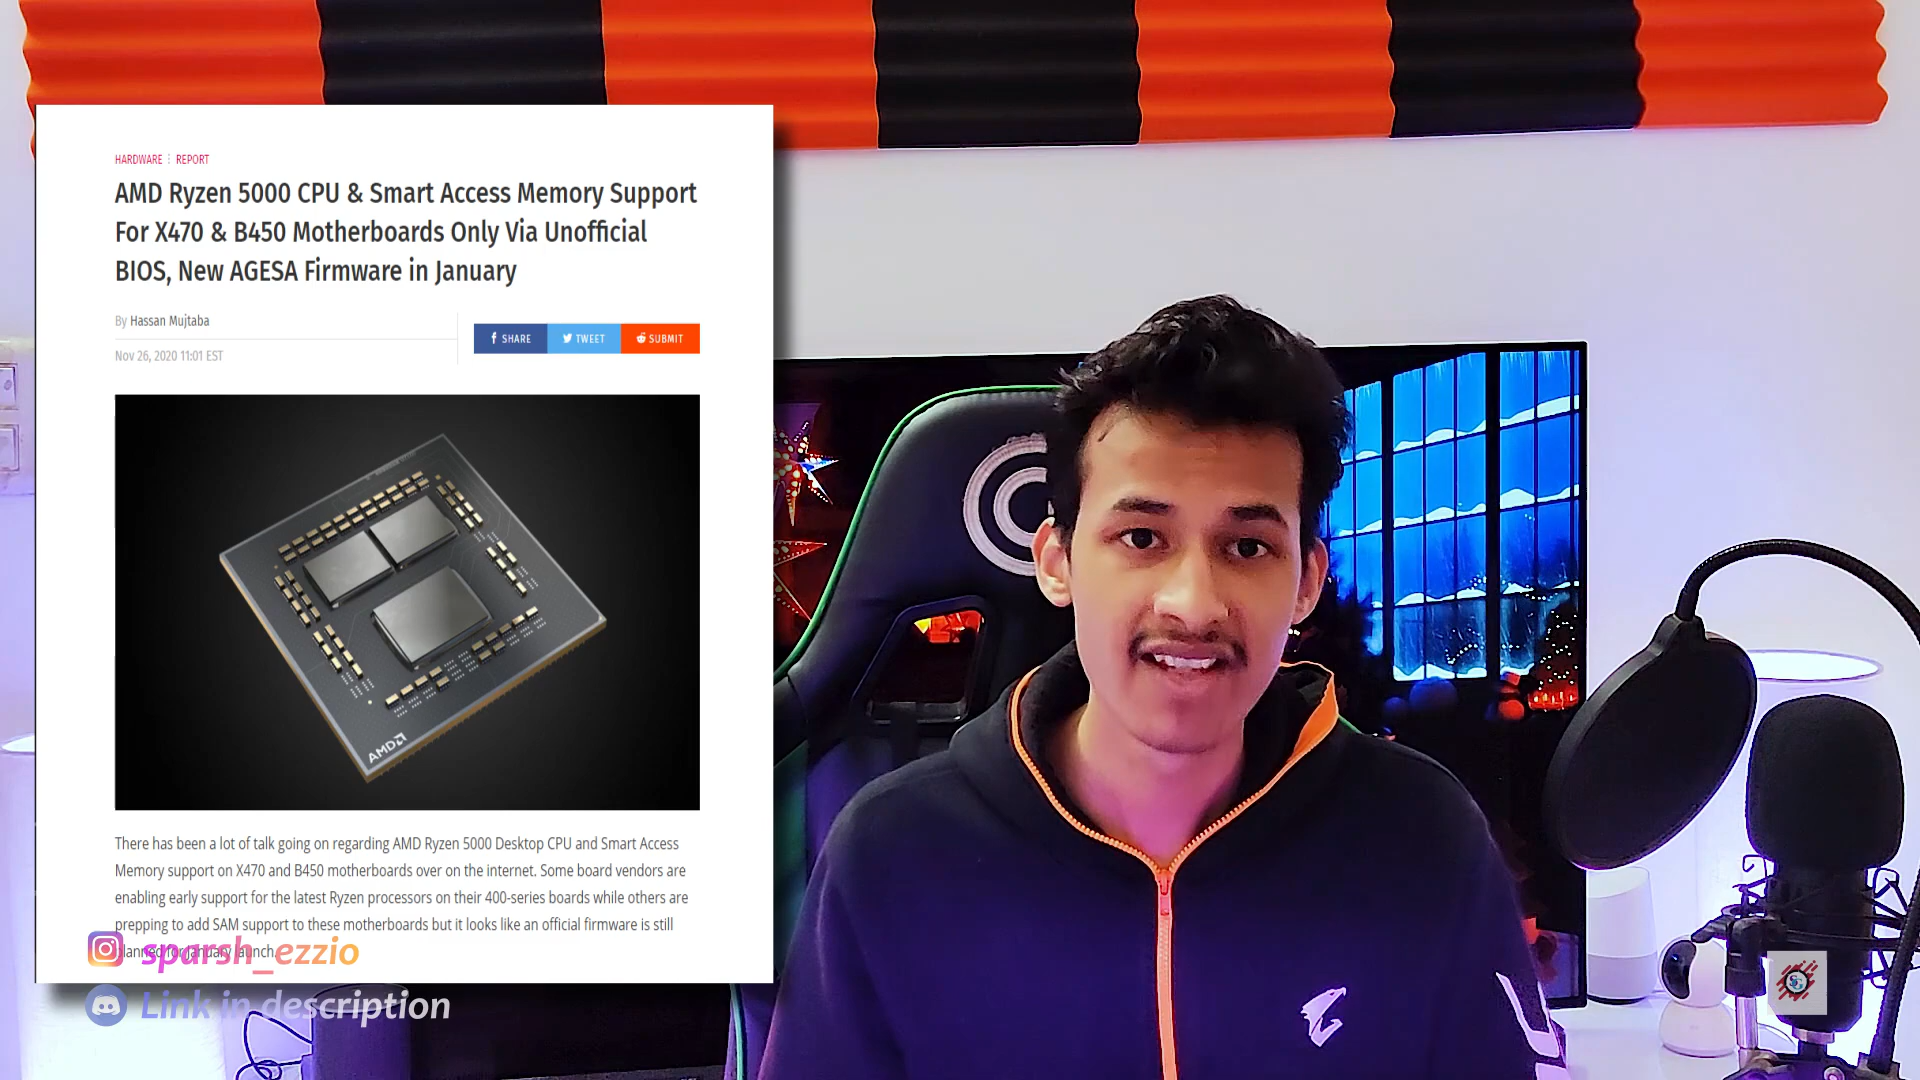 HARDWARE ⋮ REPORT
AMD Ryzen 5000 CPU & Smart Access Memory Support
For X470 & B450 Motherboards Only Via Unofficial
BIOS, New AGESA Firmware in January
By Hassan Mujtaba
SHARE TWEET SUBMIT
Nov 26, 2020 11:01 EST
AMD
There has been a lot of talk going on regarding AMD Ryzen 5000 Desktop CPU and Smart Access
Memory support on X470 and B450 motherboards over on the internet. Some board vendors are
enabling early support for the latest Ryzen processors on their 400-series boards while others are
prepping to add SAM support to these motherboards but it looks like an official firmware is still
planned for January launch.
sparsh_ezzio
Link in description